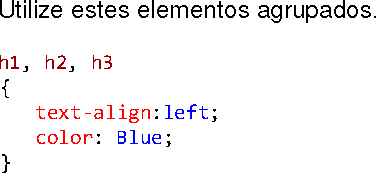 Utilize estes elementos agrupados.
h1, h2, h3
{
text-align:left;
color: Blue;
}